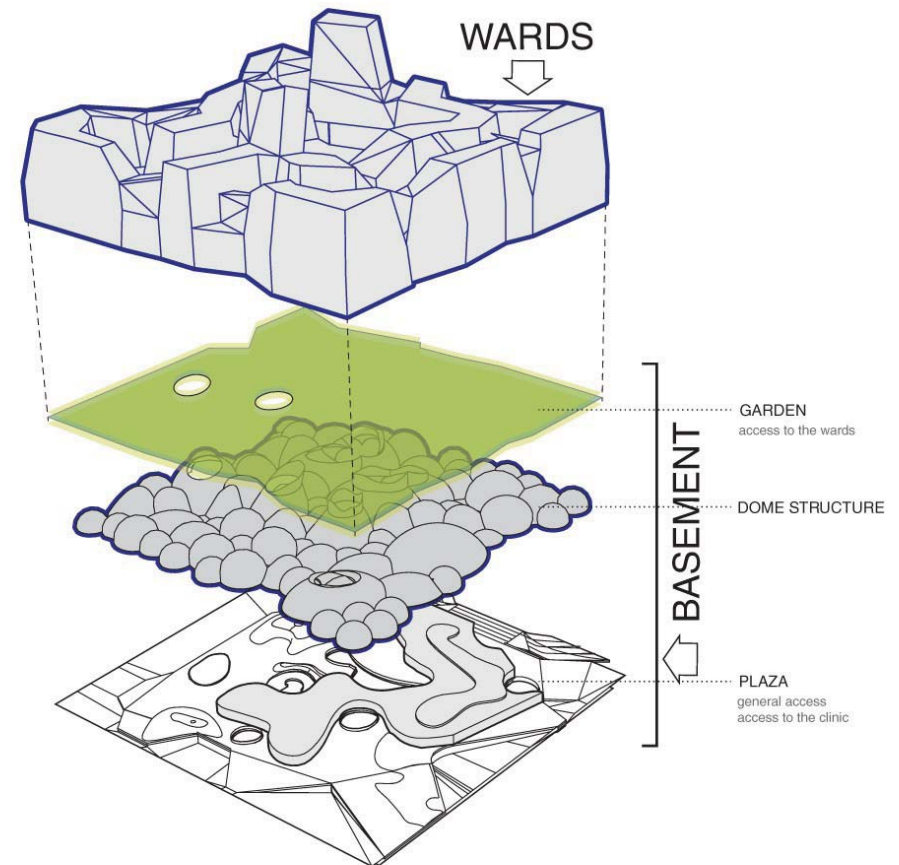 WARDS
GARDEN
access to the wards
DOME STRUCTURE
BASEMENT
PLAZA
general access
access to the clinic